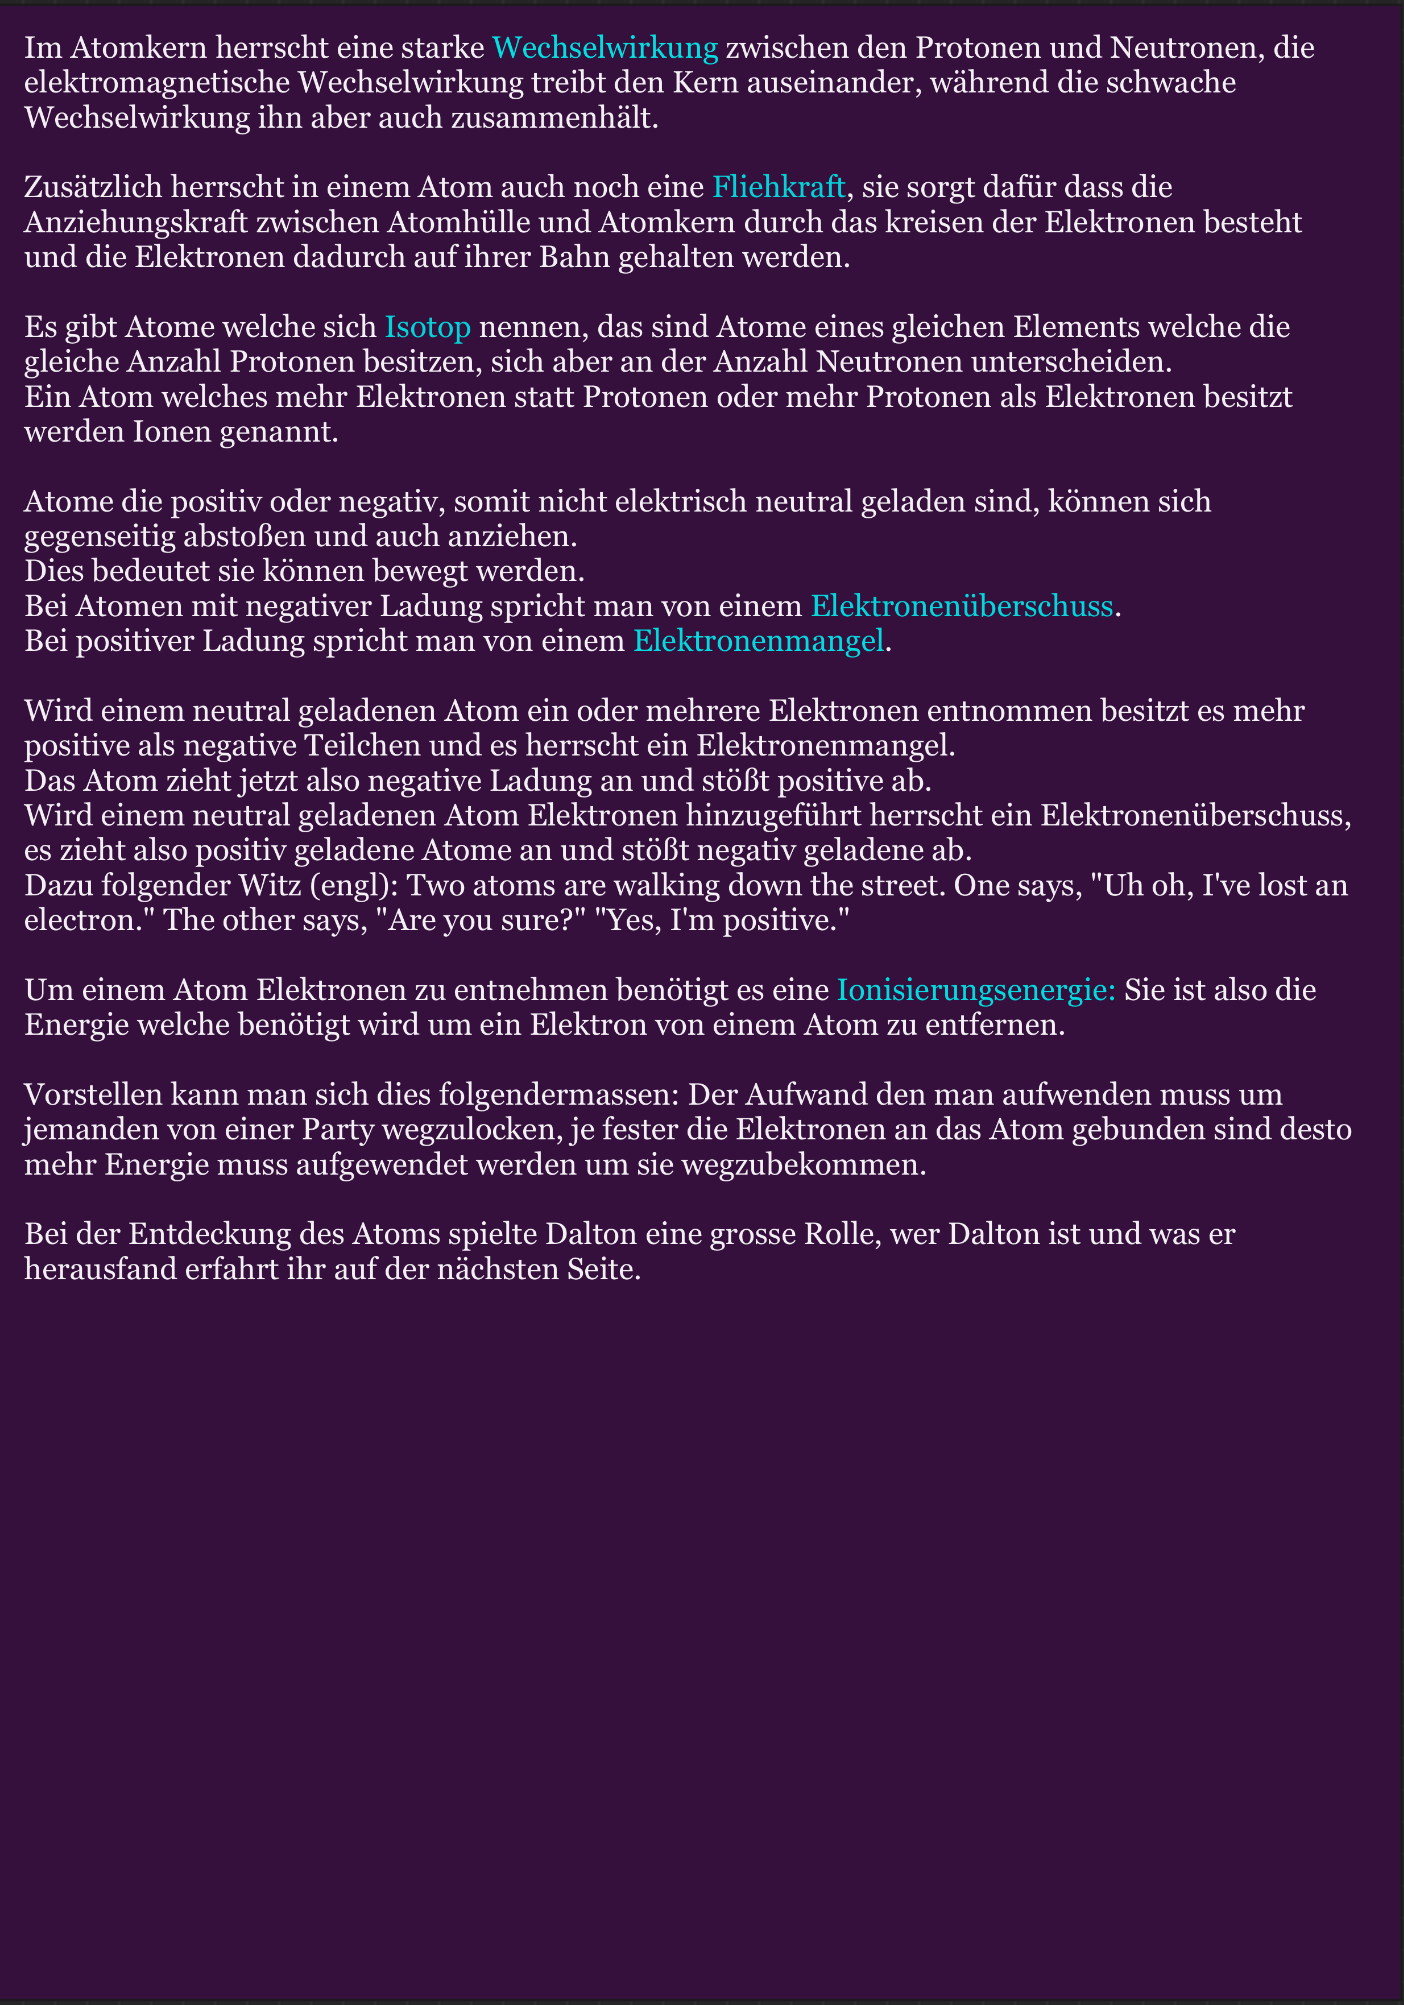 Im Atomkern herrscht eine starke Wechselwirkung zwischen den Protonen und Neutronen, die
elektromagnetische Wechselwirkung treibt den Kern auseinander, während die schwache
Wechselwirkung ihn aber auch zusammenhält.
Zusätzlich herrscht in einem Atom auch noch eine Fliehkraft, sie sorgt dafür dass die
Anziehungskraft zwischen Atomhülle und Atomkern durch das kreisen der Elektronen besteht
und die Elektronen dadurch auf ihrer Bahn gehalten werden.
Es gibt Atome welche sich Isotop nennen, das sind Atome eines gleichen Elements welche die
gleiche Anzahl Protonen besitzen, sich aber an der Anzahl Neutronen unterscheiden.
Ein Atom welches mehr Elektronen statt Protonen oder mehr Protonen als Elektronen besitzt
werden Ionen genannt.
Atome die positiv oder negativ, somit nicht elektrisch neutral geladen sind, können sich
gegenseitig abstoßen und auch anziehen.
Dies bedeutet sie können bewegt werden.
Bei Atomen mit negativer Ladung spricht man von einem Elektronenüberschuss.
Bei positiver Ladung spricht man von einem Elektronenmangel.
Wird einem neutral geladenen Atom ein oder mehrere Elektronen entnommen besitzt es mehr
positive als negative Teilchen und es herrscht ein Elektronenmangel.
Das Atom zieht jetzt also negative Ladung an und stößt positive ab.
Wird einem neutral geladenen Atom Elektronen hinzugeführt herrscht ein Elektronenüberschuss,
es zieht also positiv geladene Atome an und stößt negativ geladene ab.
Dazu folgender Witz (engl): Two atoms are walking down the street. One says, "Uh oh, I've lost an
electron." The other says, "Are you sure?" "Yes, I'm positive."
Um einem Atom Elektronen zu entnehmen benötigt es eine Ionisierungsenergie: Sie ist also die
Energie welche benötigt wird um ein Elektron von einem Atom zu entfernen.
Vorstellen kann man sich dies folgendermassen: Der Aufwand den man aufwenden muss um
jemanden von einer Party wegzulocken, je fester die Elektronen an das Atom gebunden sind desto
mehr Energie muss aufgewendet werden um sie wegzubekommen.
Bei der Entdeckung des Atoms spielte Dalton eine grosse Rolle, wer Dalton ist und was er
herausfand erfahrt ihr auf der nächsten Seite.